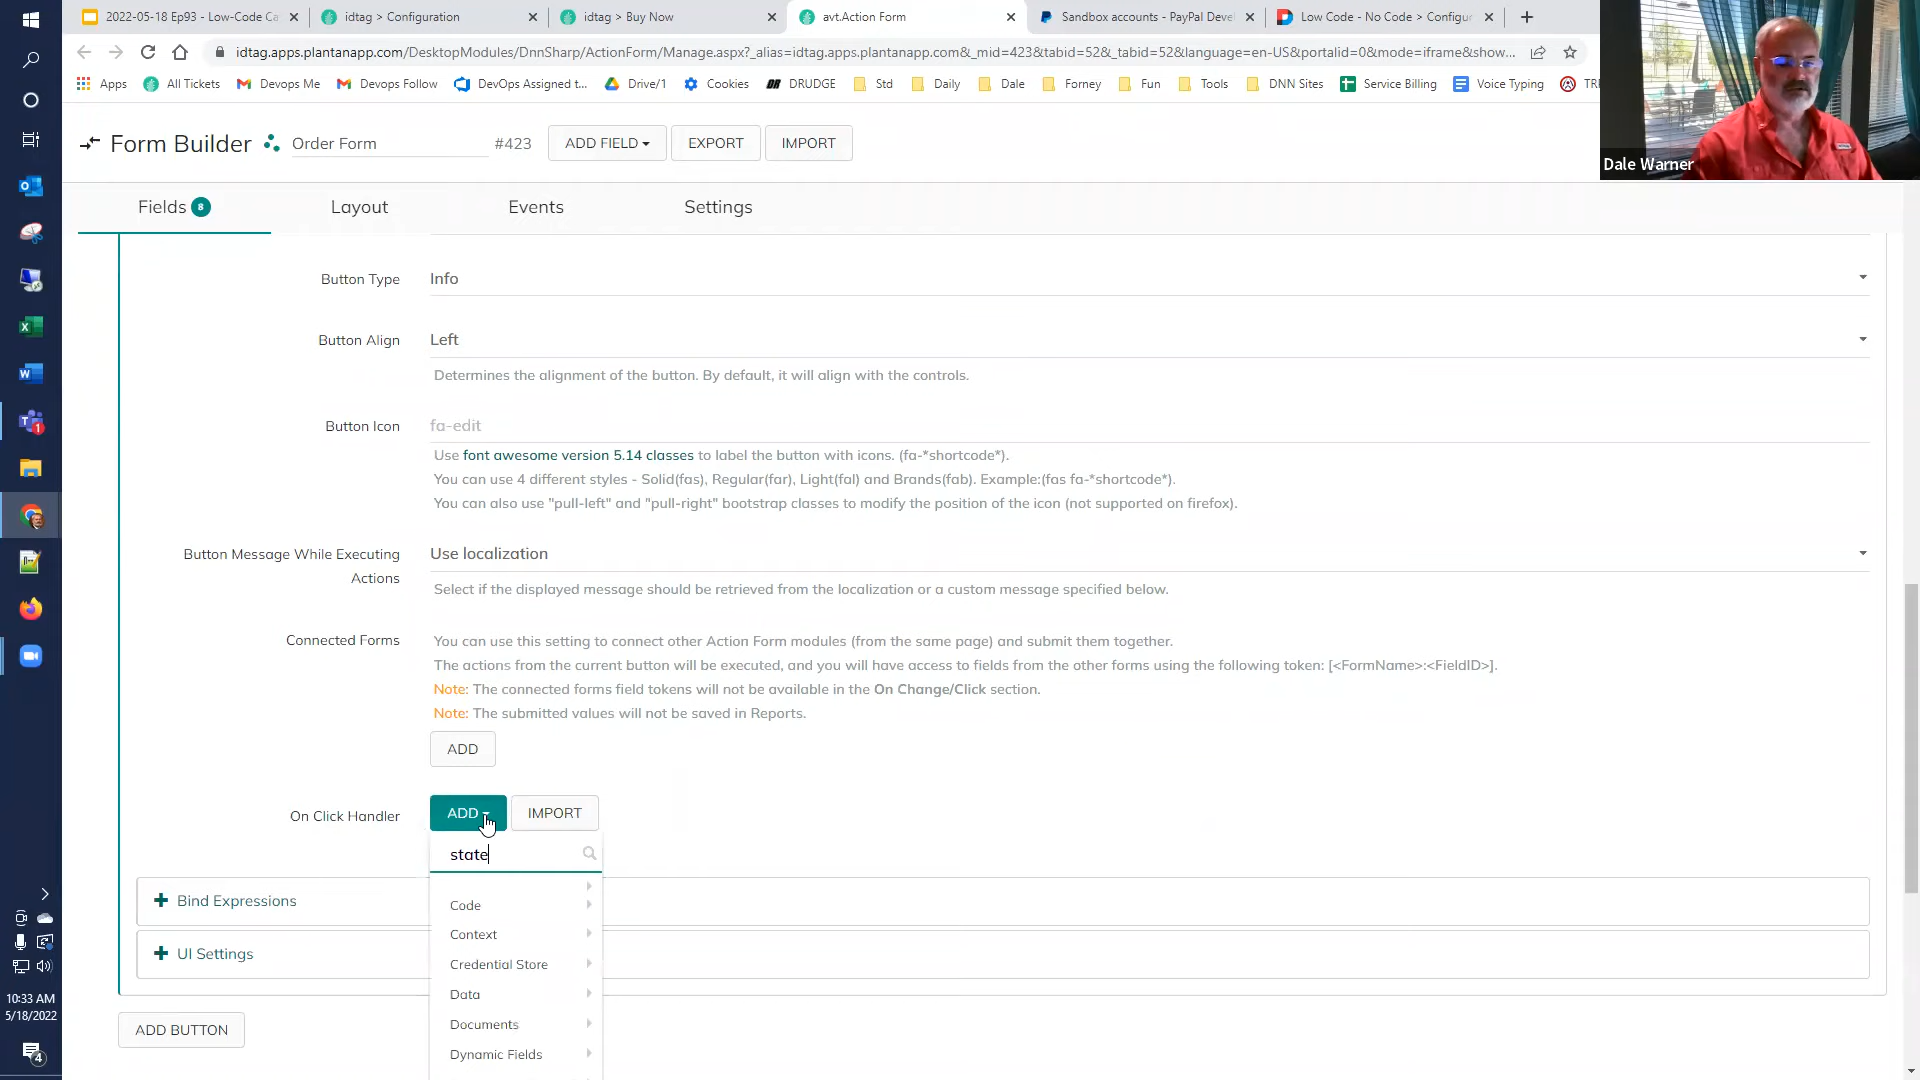 2022-05-18 Ep93 - Low-Code Ca
idtag > Configuration
idtag > Buy Now
avt.Action Form
Sandbox accounts - PayPal Deve
Low Code - No Code > Configur
idtag.apps.plantanapp.com/DesktopModules/DnnSharp/ActionForm/Manage.aspx?_alias=idtag.apps.plantanapp.com&_mid=423&tabid=52&_tabid=52&language=en-US&portalid=0&mode=iframe&show...
Apps
All Tickets
Devops Me
Devops Follow
DevOps Assigned t...
Drive/1
Cookies
DRUDGE
Std
Daily
Dale
Forney
Fun
Tools
DNN Sites
Service Billing
Voice Typing
Dale Warner
Form Builder
Order Form
#423
ADD FIELD
EXPORT
IMPORT
Fields 8
Layout
Events
Settings
Button Type
Info
Button Align
Left
Determines the alignment of the button. By default, it will align with the controls.
Button Icon
fa-edit
Use font awesome version 5.14 classes to label the button with icons. (fa-*shortcode*).
You can use 4 different styles - Solid(fas), Regular(far), Light(fal) and Brands(fab). Example:(fas fa-*shortcode*).
You can also use "pull-left" and "pull-right" bootstrap classes to modify the position of the icon (not supported on firefox).
Button Message While Executing
Actions
Use localization
Select if the displayed message should be retrieved from the localization or a custom message specified below.
Connected Forms
You can use this setting to connect other Action Form modules (from the same page) and submit them together.
The actions from the current button will be executed, and you will have access to fields from the other forms using the following token: [<FormName>:<FieldID>].
Note: The connected forms field tokens will not be available in the On Change/Click section.
Note: The submitted values will not be saved in Reports.
ADD
On Click Handler
ADD
IMPORT
state
Code
Context
Credential Store
Data
Documents
Dynamic Fields
Bind Expressions
UI Settings
ADD BUTTON
10:33 AM
5/18/2022
4
1